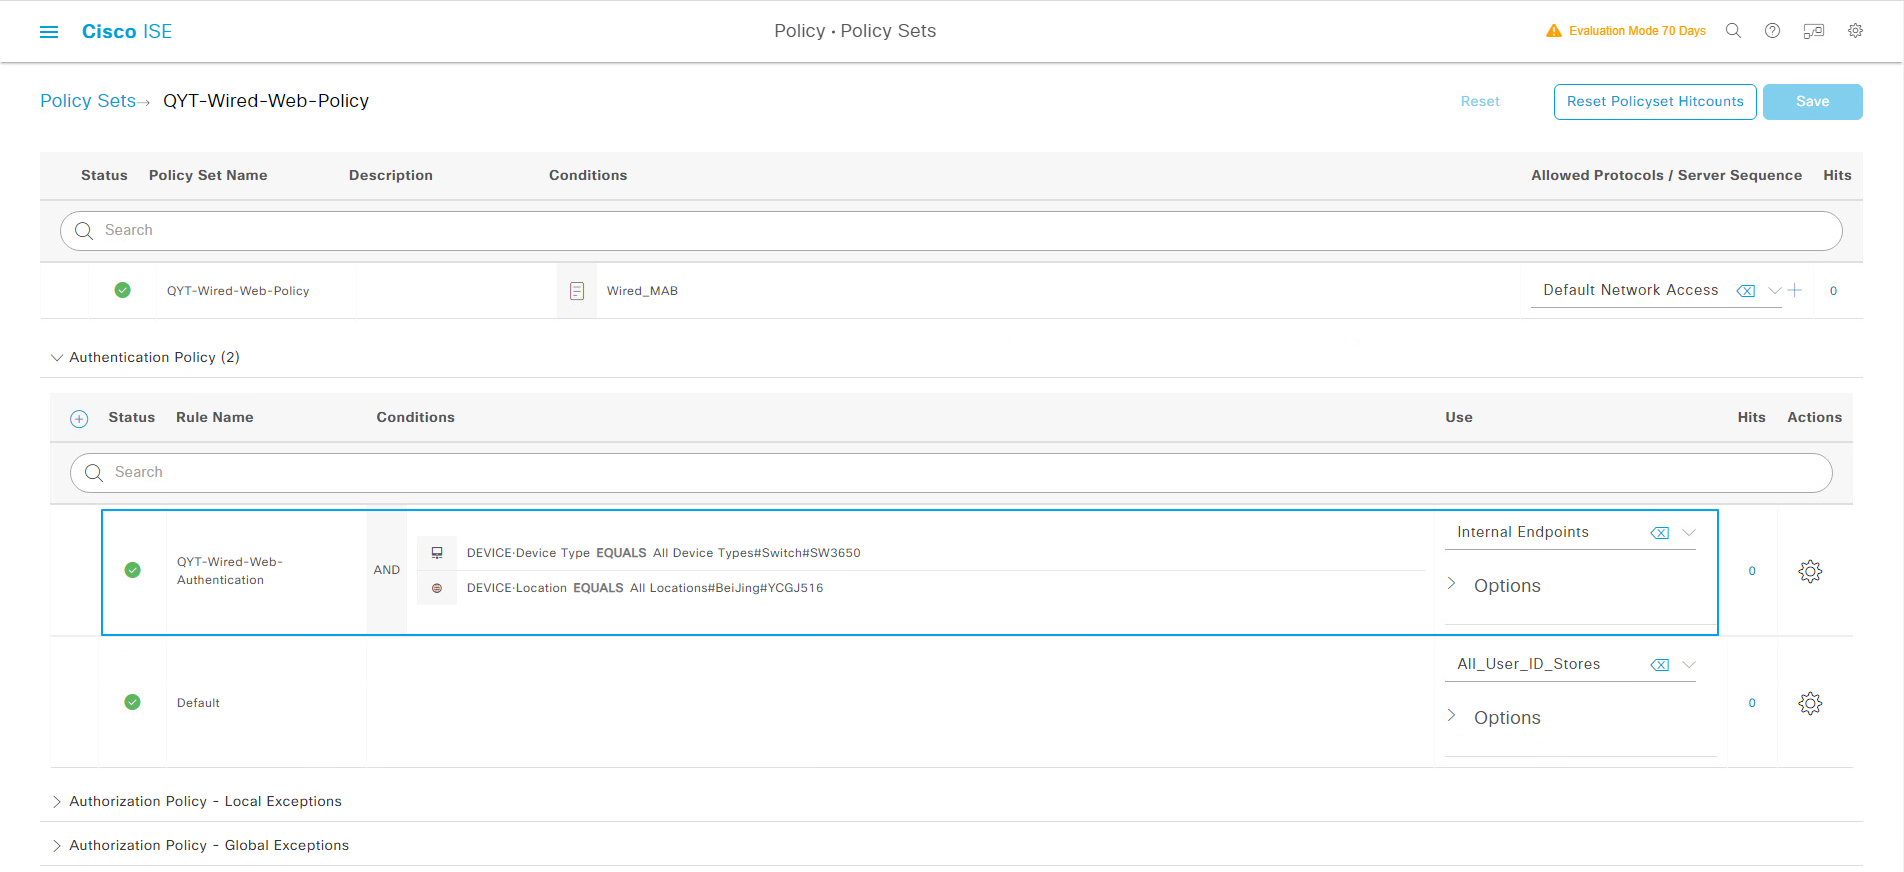 Cisco ISE
Policy · Policy Sets
Evaluation Mode 70 Days
Policy Sets→ QYT-Wired-Web-Policy
Reset
Reset Policyset Hitcounts
Save
Status Policy Set Name Description Conditions Allowed Protocols / Server Sequence Hits
Search
QYT-Wired-Web-Policy Wired_MAB Default Network Access 0
Authentication Policy (2)
Status Rule Name Conditions Use Hits Actions
Search
QYT-Wired-Web-
Authentication
AND
DEVICE·Device Type EQUALS All Device Types#Switch#SW3650
DEVICE·Location EQUALS All Locations#BeiJing#YCGJ516
Internal Endpoints
Options
0
Default
All_User_ID_Stores
Options
0
Authorization Policy - Local Exceptions
Authorization Policy - Global Exceptions